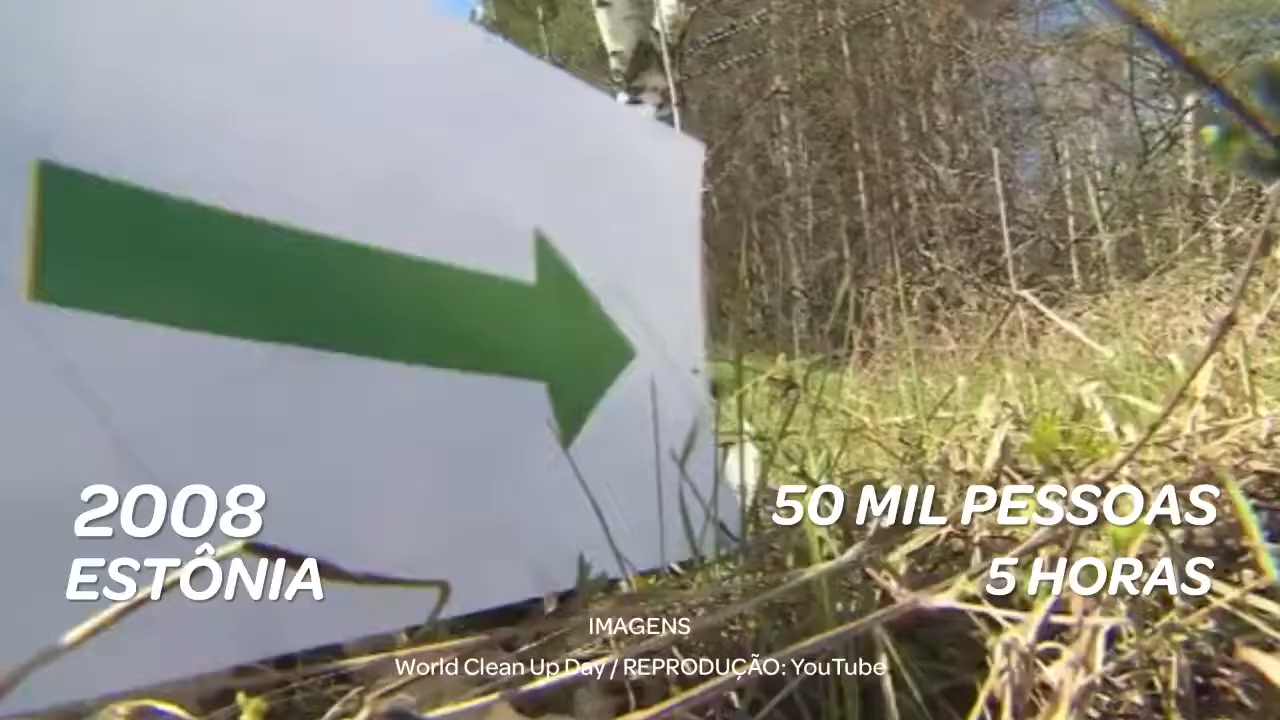 2008
ESTÔNIA
50 MIL PESSOAS
5 HORAS
IMAGENS
World Clean Up Day / REPRODUÇÃO: YouTube